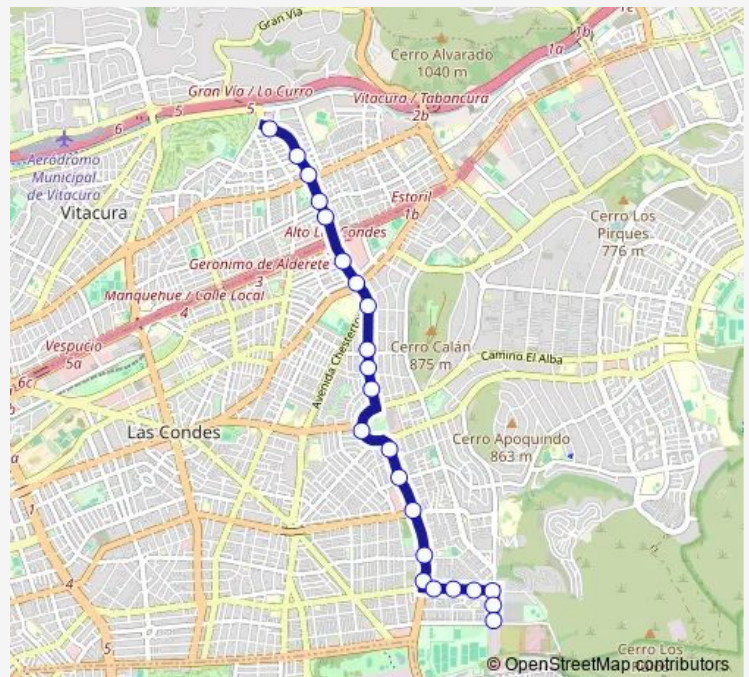 Gran Vía
Cerro Alvarado
1040 m
1a
1b
Gran Vía / Lo Curro
5
5
6
Vitacura / Tabancura
2b
Aeródromo
Municipal
de Vitacura
Vitacura
Estoril
1b
Cerro Los
Pirques
776 m
Alto L
Condes
Geronimo de Alderete
3
Manquehue / Calle Local
4
Vespucio
5a
6c
Avenida Chesterto
Cerro Calán
875 m
Camino El Alba
Las Condes
Cerro Apoquindo
863 m
1
4
5
Cerro Los
© OpenStreetMap contributors